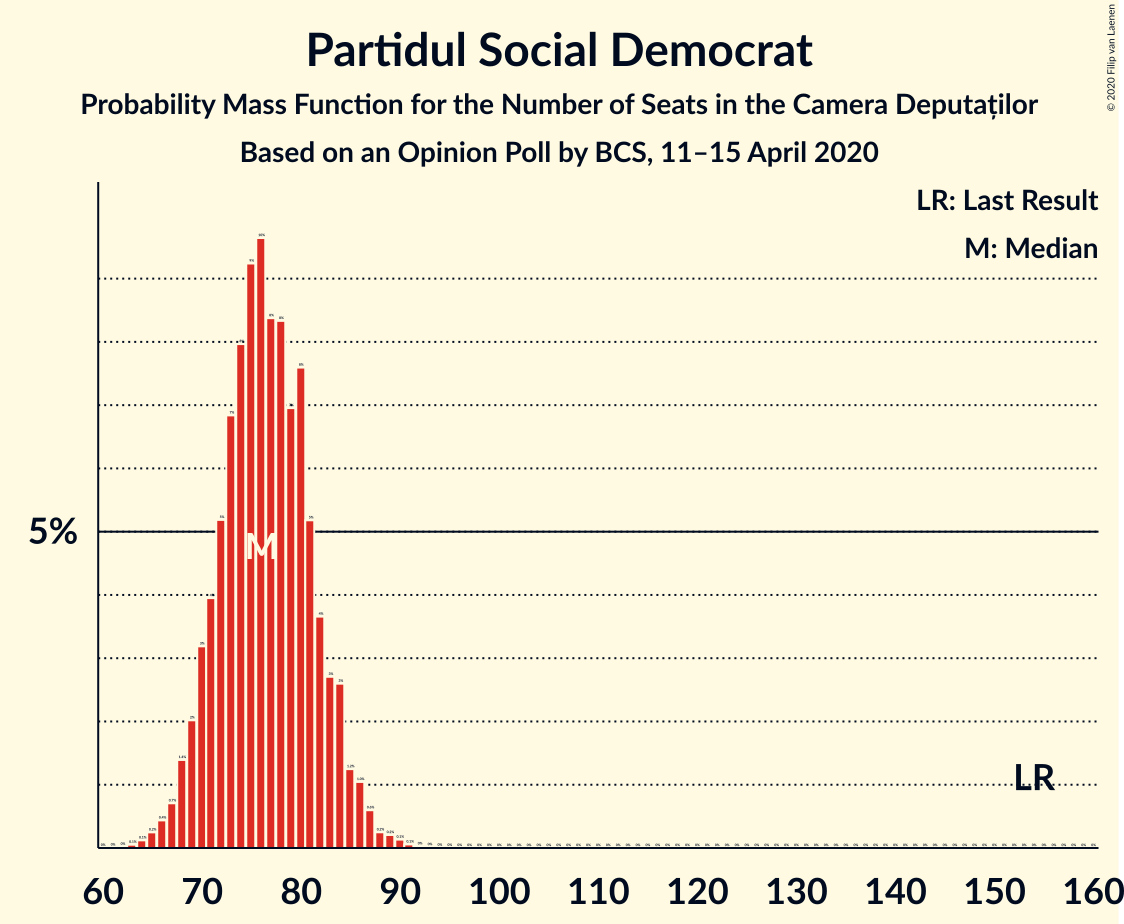 Partidul Social Democrat
Probability Mass Function for the Number of Seats in the Camera Deputaților
Based on an Opinion Poll by BCS, 11–15 April 2020
© 2020 Filip van Laenen
LR: Last Result
M: Median
5%
M
LR
60 70 80 90 100 110 120 130 140 150 160